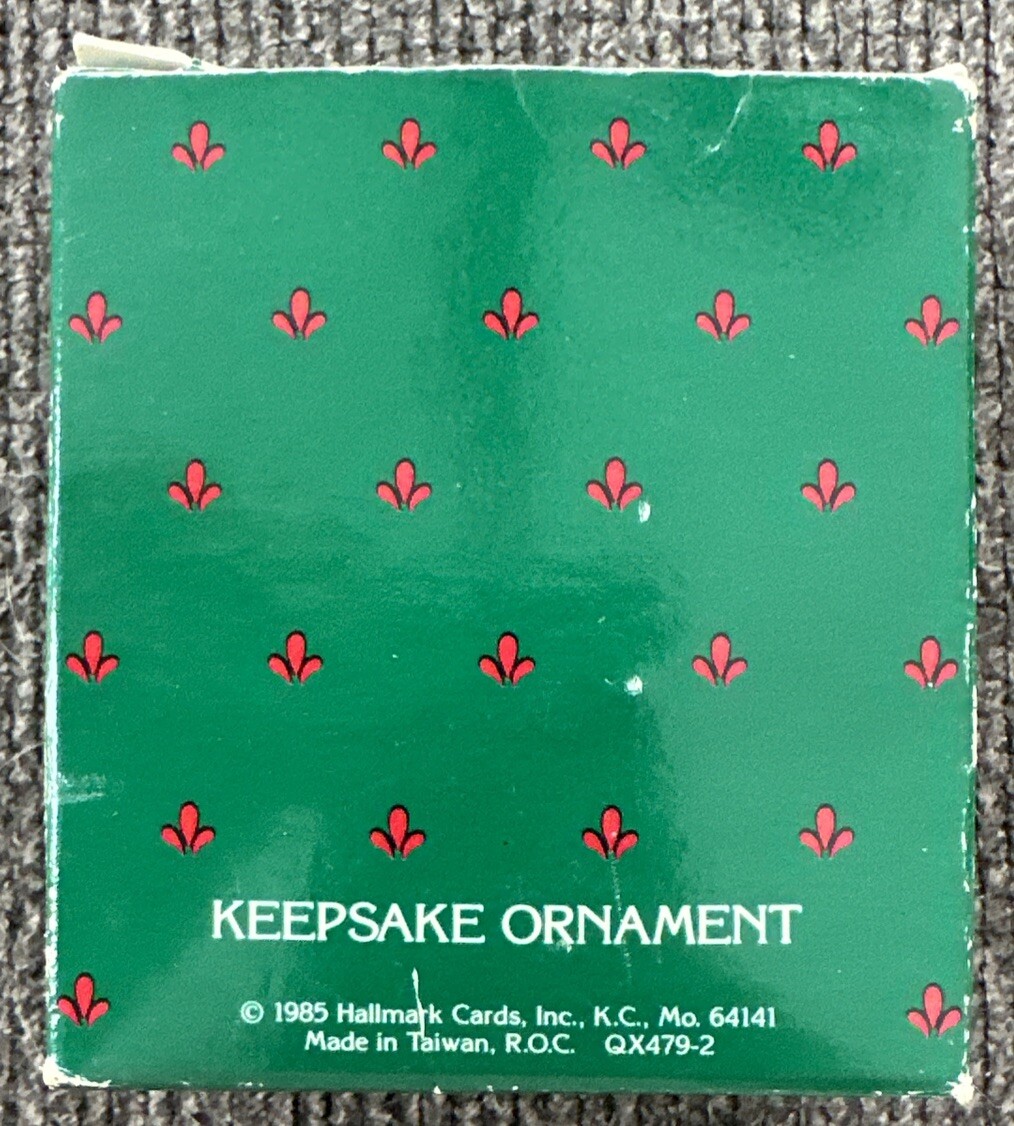 KEEPSAKE ORNAMENT
© 1985 Hallmark Cards, Inc., K.C., Mo. 64141
Made in Taiwan, R.O.C. QX479-2